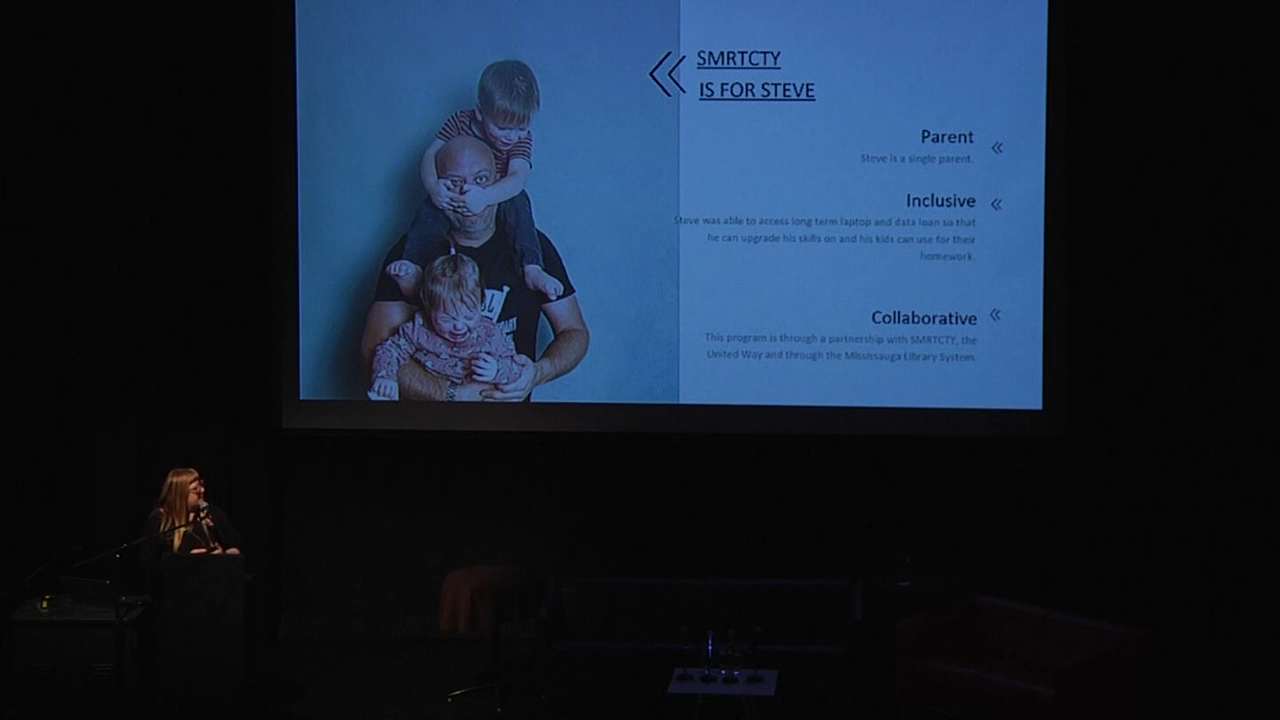 SMRTCTY
IS FOR STEVE
Parent
Steve is a single parent.
Inclusive
Steve was able to access long term laptop and data loan so that
he can upgrade his skills on and his kids can use for their
homework.
Collaborative
This program is through a partnership with SMRTCTY, the
United Way and through the Mississauga Library System.